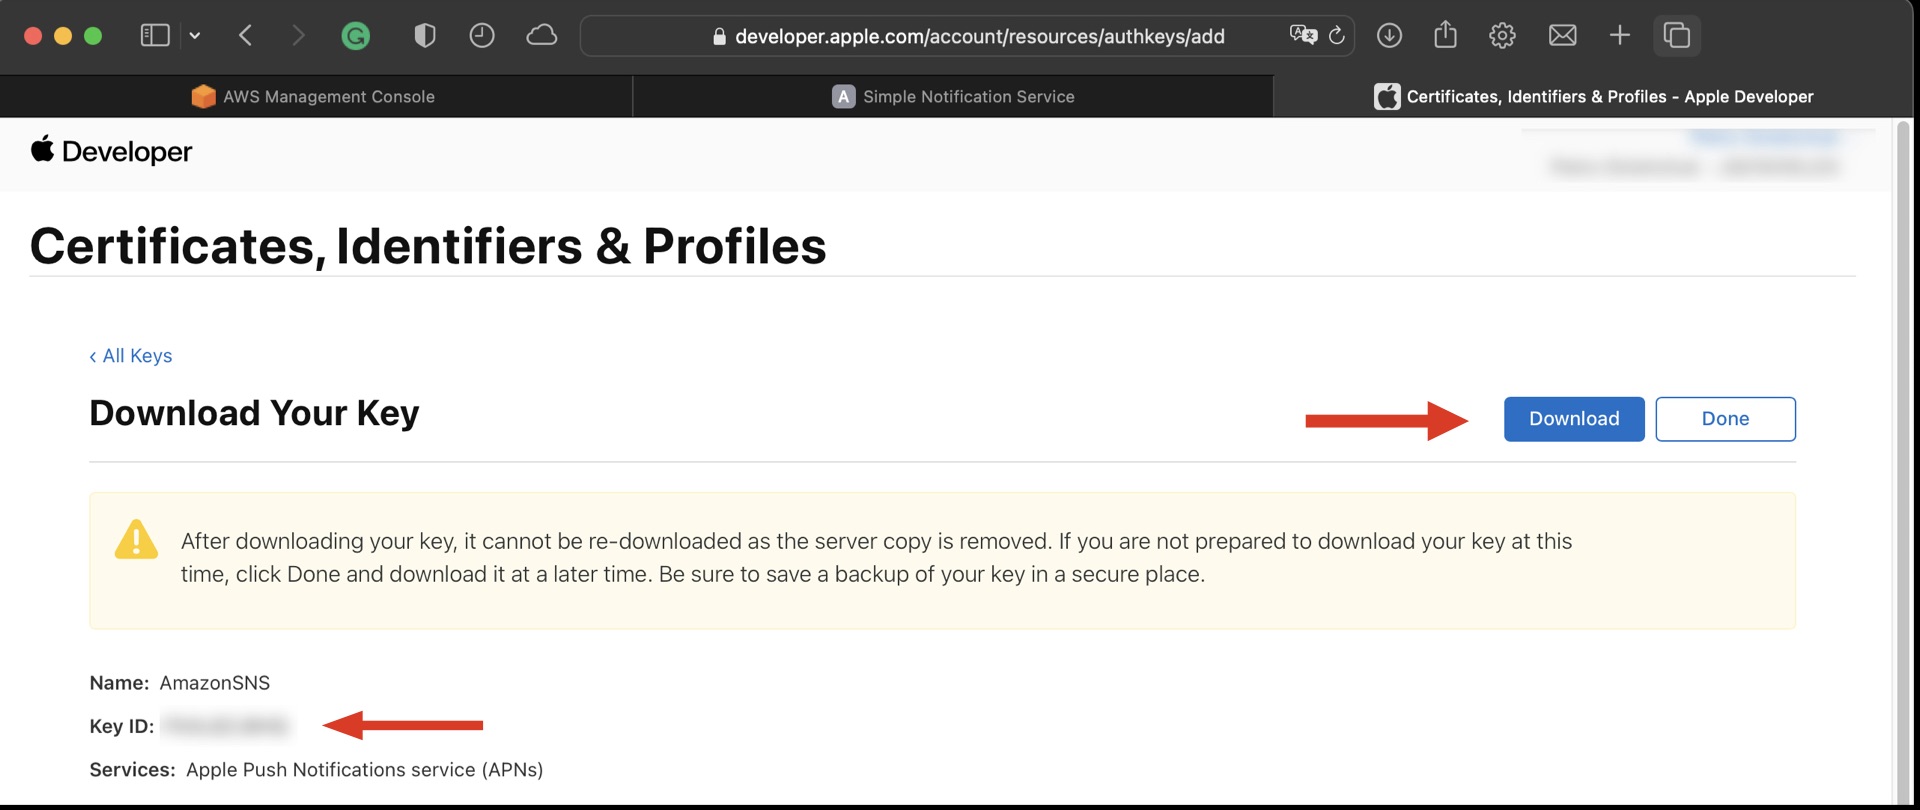 developer.apple.com/account/resources/authkeys/add
AWS Management Console
A Simple Notification Service
Certificates, Identifiers & Profiles - Apple Developer
Developer
Certificates, Identifiers & Profiles
‹ All Keys
Download Your Key
Download
Done
After downloading your key, it cannot be re-downloaded as the server copy is removed. If you are not prepared to download your key at this
time, click Done and download it at a later time. Be sure to save a backup of your key in a secure place.
Name: AmazonSNS
Key ID:
Services: Apple Push Notifications service (APNs)